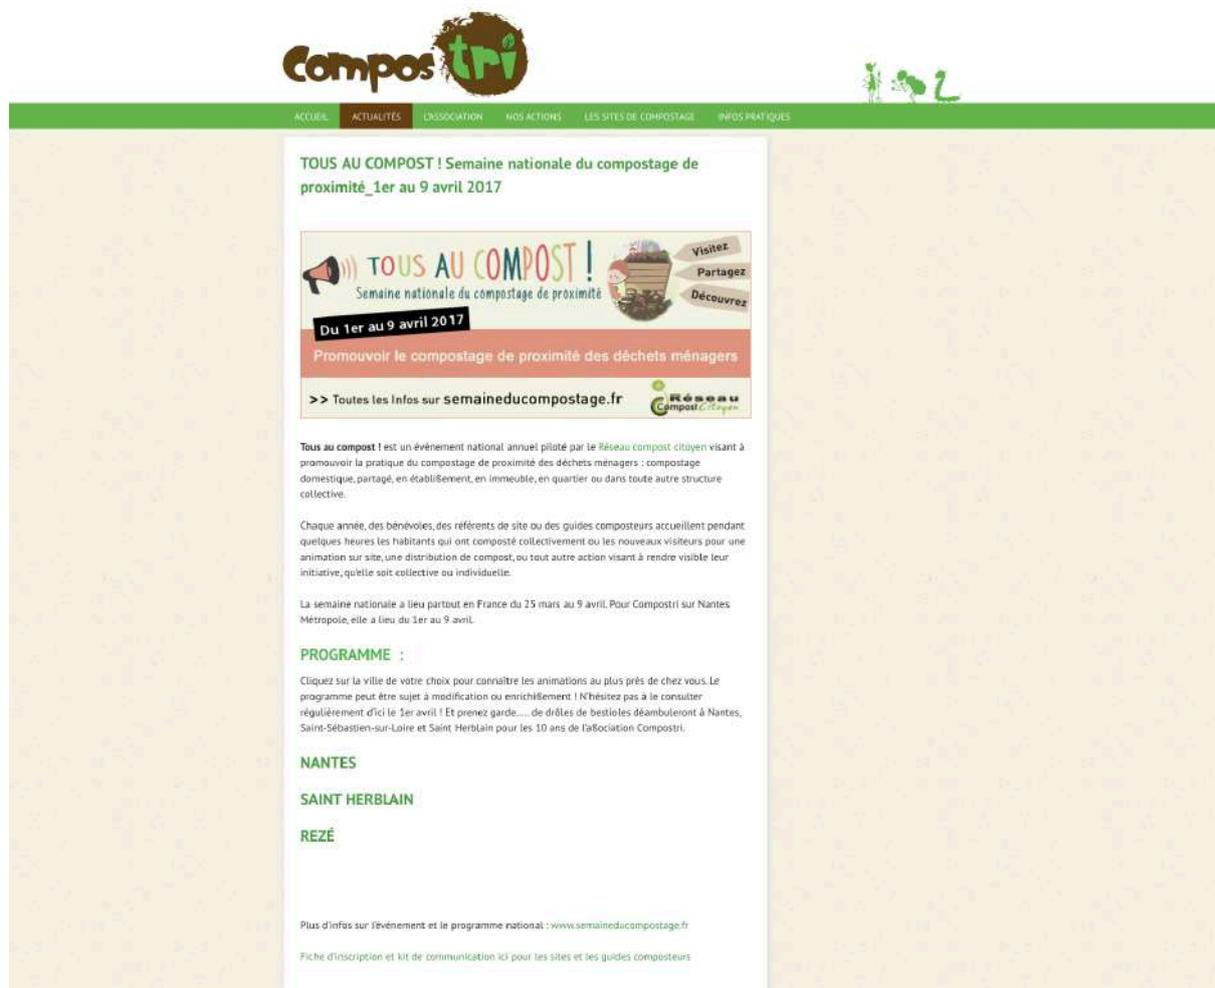 Compostri
ACCUEIL ACTUALITÉS L'ASSOCIATION NOS ACTIONS LES SITES DE COMPOSTAGE INFOS PRATIQUES
TOUS AU COMPOST ! Semaine nationale du compostage de
proximité_1er au 9 avril 2017
TOUS AU COMPOST !
Semaine nationale du compostage de proximité
Visitez
Partagez
Découvrez
Du 1er au 9 avril 2017
Promouvoir le compostage de proximité des déchets ménagers
>> Toutes les Infos sur semaineducompostage.fr
Réseau
Compost Citoyen
Tous au compost ! est un événement national annuel piloté par le Réseau compost citoyen visant à
promouvoir la pratique du compostage de proximité des déchets ménagers : compostage
domestique, partagé, en établißement, en immeuble, en quartier ou dans toute autre structure
collective.
Chaque année, des bénévoles, des référents de site ou des guides composteurs accueillent pendant
quelques heures les habitants qui ont composté collectivement ou les nouveaux visiteurs pour une
animation sur site, une distribution de compost, ou tout autre action visant à rendre visible leur
initiative, qu'elle soit collective ou individuelle.
La semaine nationale a lieu partout en France du 25 mars au 9 avril. Pour Compostri sur Nantes
Métropole, elle a lieu du 1er au 9 avril.
PROGRAMME :
Cliquez sur la ville de votre choix pour connaître les animations au plus près de chez vous. Le
programme peut être sujet à modification ou enrichißement ! N'hésitez pas à le consulter
régulièrement d'ici le 1er avril ! Et prenez garde..... de drôles de bestioles déambuleront à Nantes,
Saint-Sébastien-sur-Loire et Saint Herblain pour les 10 ans de l'aßociation Compostri.
NANTES
SAINT HERBLAIN
REZÉ
Plus d'infos sur l'événement et le programme national : www.semaineducompostage.fr
Fiche d'inscription et kit de communication ici pour les sites et les guides composteurs